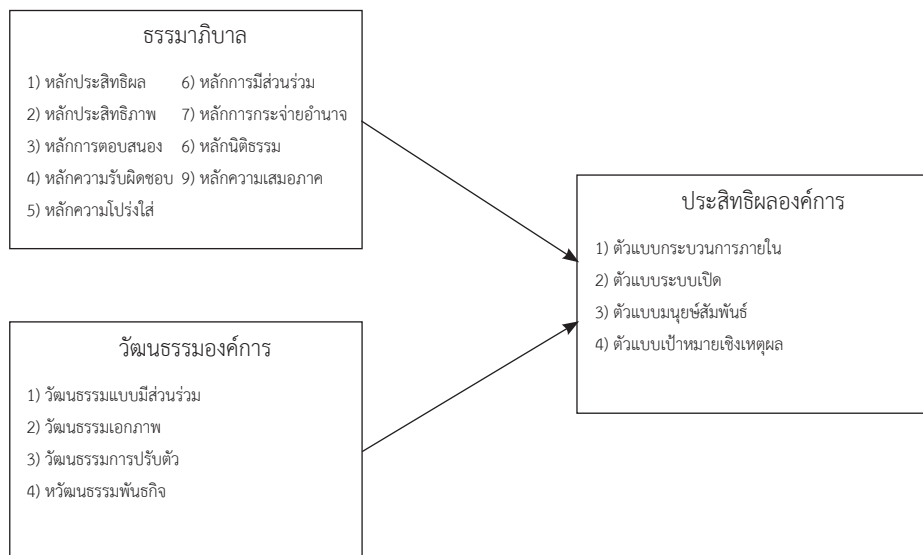 ธรรมาภิบาล
1) หลักประสิทธิผล
2) หลักประสิทธิภาพ
3) หลักการตอบสนอง
4) หลักความรับผิดชอบ
5) หลักความโปร่งใส่
6) หลักการมีส่วนร่วม
7) หลักการกระจ่ายอำนาจ
6) หลักนิติธรรม
9) หลักความเสมอภาค
วัฒนธรรมองค์การ
1) วัฒนธรรมแบบมีส่วนร่วม
2) วัฒนธรรมเอกภาพ
3) วัฒนธรรมการปรับตัว
4) หวัฒนธรรมพันธกิจ
ประสิทธิผลองค์การ
1) ตัวแบบกระบวนการภายใน
2) ตัวแบบระบบเปิด
3) ตัวแบบมนุยษ์สัมพันธ์
4) ตัวแบบเป้าหมายเชิงเหตุผล